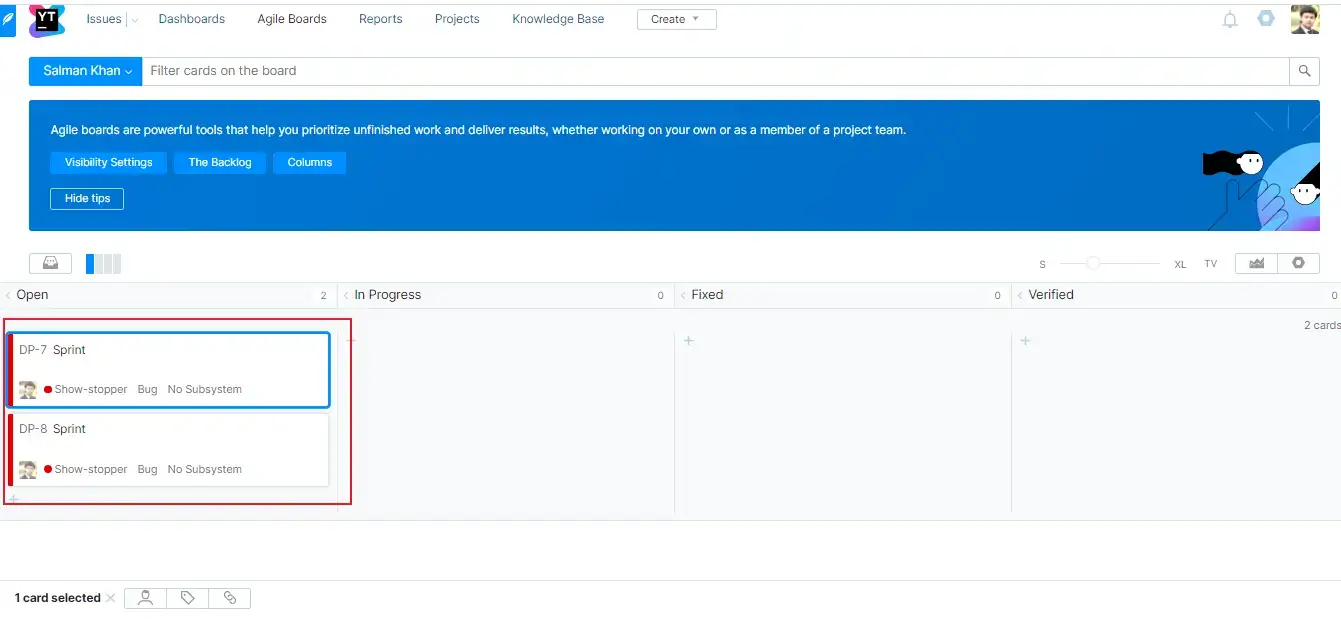 YT Issues Dashboards Agile Boards Reports Projects Knowledge Base Create
Salman Khan Filter cards on the board
Agile boards are powerful tools that help you prioritize unfinished work and deliver results, whether working on your own or as a member of a project team.
Visibility Settings The Backlog Columns
Hide tips
S XL TV
Open 2 In Progress 0 Fixed 0 Verified 0
2 cards
DP-7 Sprint
Show-stopper Bug No Subsystem
DP-8 Sprint
Show-stopper Bug No Subsystem
1 card selected